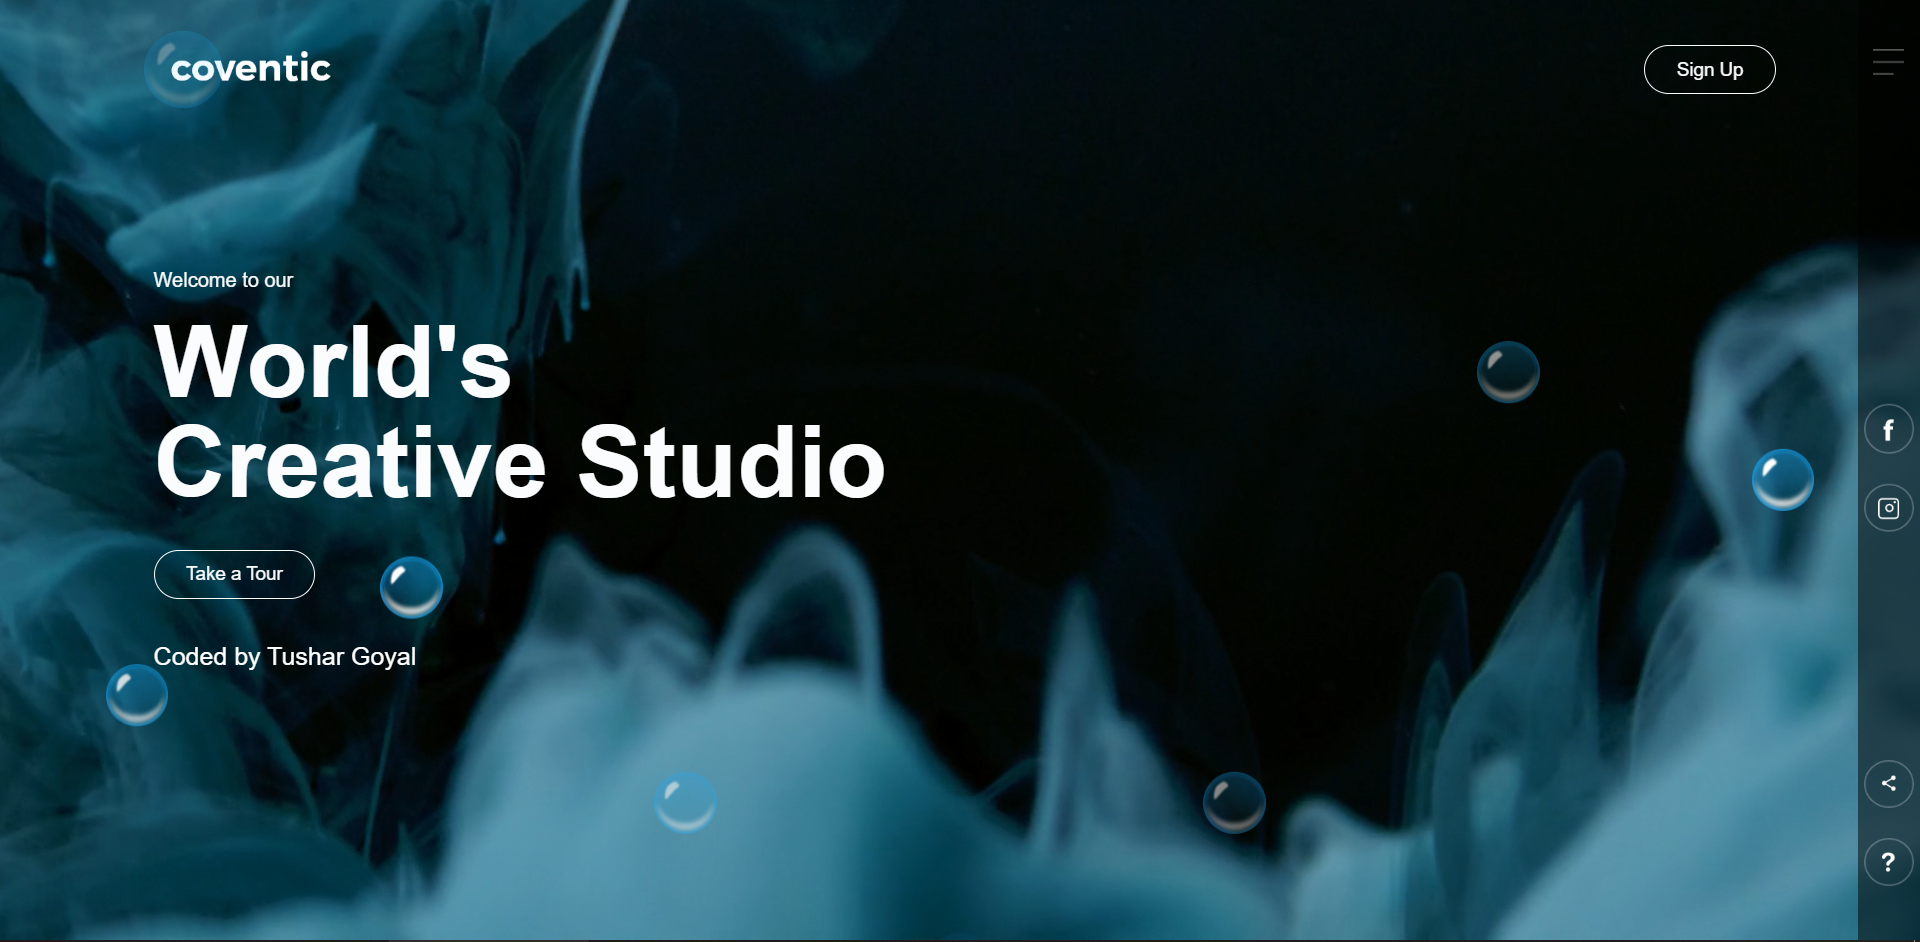 coventic
Sign Up
Welcome to our
World's
Creative Studio
Take a Tour
Coded by Tushar Goyal